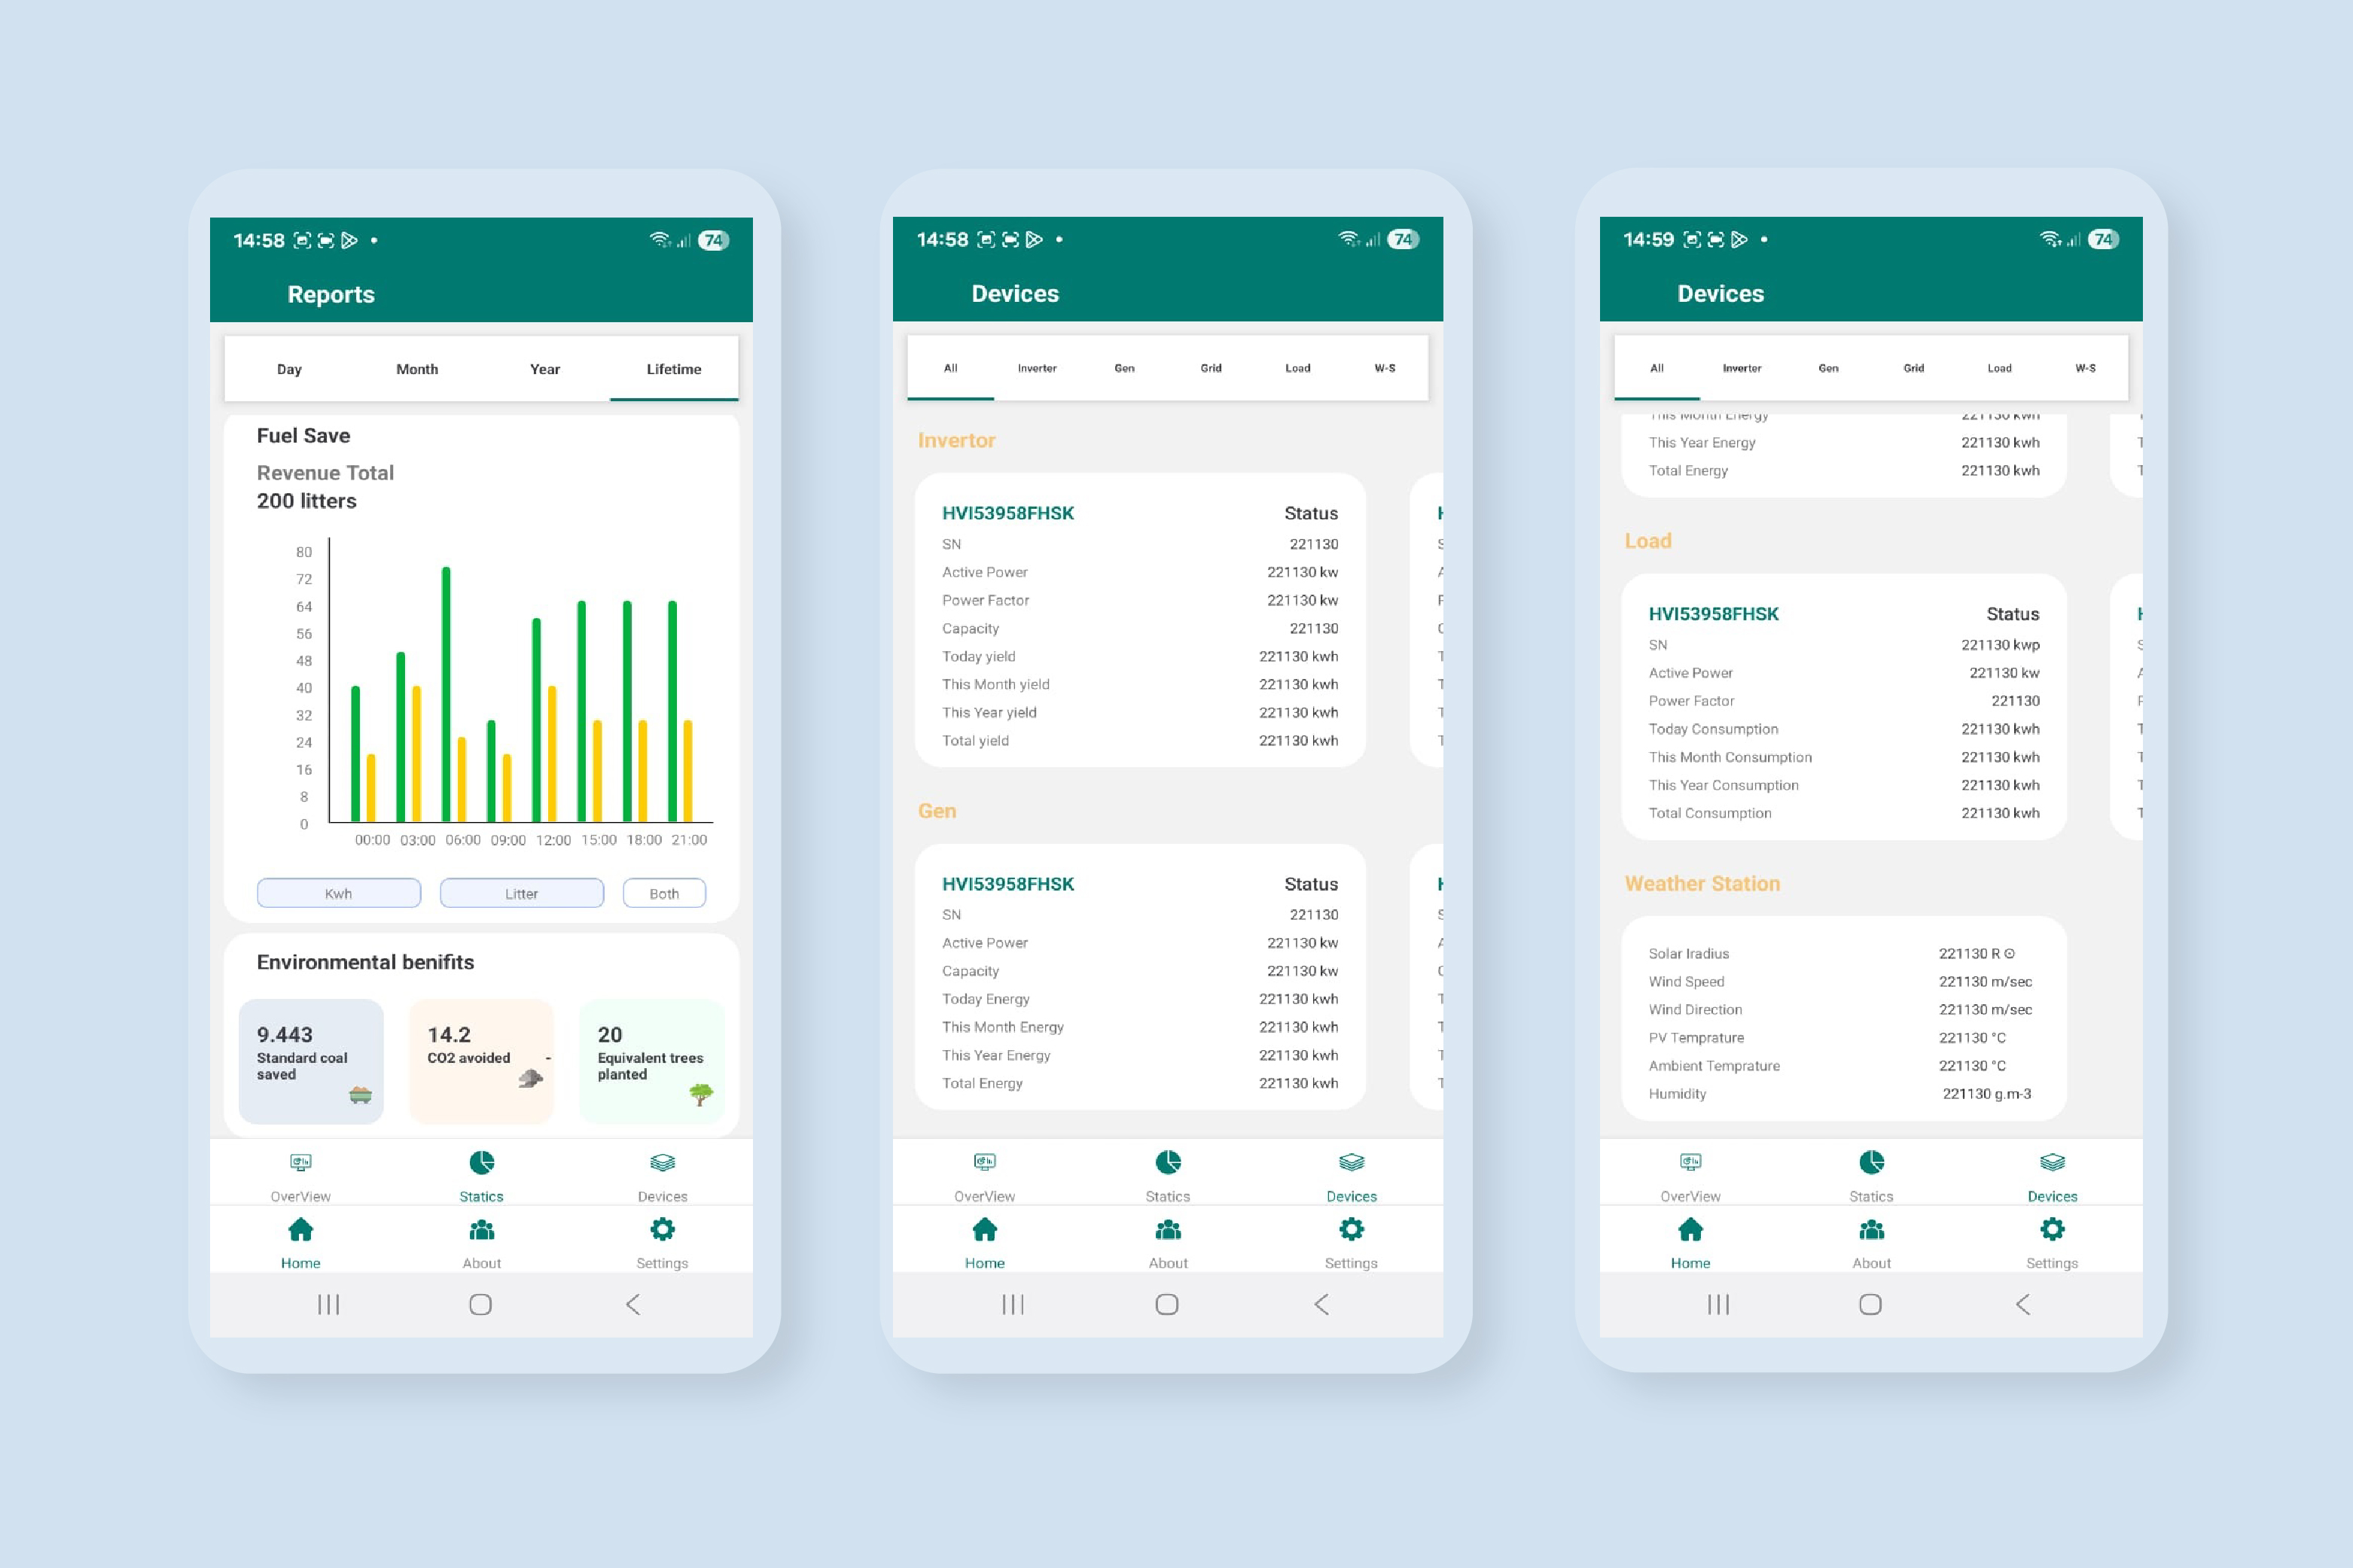 14:58
74
Reports
Day Month Year Lifetime
Fuel Save
Revenue Total
200 litters
80
72
64
56
48
40
32
24
16
8
0
00:00 03:00 06:00 09:00 12:00 15:00 18:00 21:00
Kwh Litter Both
Environmental benifits
9.443
Standard coal
saved
14.2
CO2 avoided -
20
Equivalent trees
planted
OverView Statics Devices
Home About Settings
14:58
74
Devices
All Inverter Gen Grid Load W-S
Invertor
HVI53958FHSK Status
SN 221130
Active Power 221130 kw
Power Factor 221130 kw
Capacity 221130
Today yield 221130 kwh
This Month yield 221130 kwh
This Year yield 221130 kwh
Total yield 221130 kwh
Gen
HVI53958FHSK Status
SN 221130
Active Power 221130 kw
Capacity 221130 kw
Today Energy 221130 kwh
This Month Energy 221130 kwh
This Year Energy 221130 kwh
Total Energy 221130 kwh
OverView Statics Devices
Home About Settings
14:59
74
Devices
All Inverter Gen Grid Load W-S
This Month Energy 221130 kwh
This Year Energy 221130 kwh
Total Energy 221130 kwh
Load
HVI53958FHSK Status
SN 221130 kwp
Active Power 221130 kw
Power Factor 221130
Today Consumption 221130 kwh
This Month Consumption 221130 kwh
This Year Consumption 221130 kwh
Total Consumption 221130 kwh
Weather Station
Solar Iradius 221130 R ⊙
Wind Speed 221130 m/sec
Wind Direction 221130 m/sec
PV Temprature 221130 °C
Ambient Temprature 221130 °C
Humidity 221130 g.m-3
OverView Statics Devices
Home About Settings